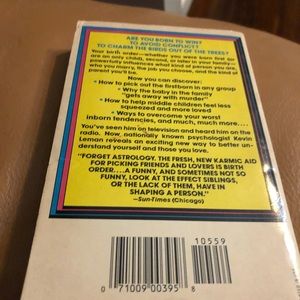 ARE YOU BORN TO WIN?
TO AVOID CONFLICT?
TO CHARM THE BIRDS OUT OF THE TREES?
Your birth order—whether you were born first or
are an only child, second, or later in your family—
powerfully influences what kind of person you are,
who you marry, the job you choose, and the kind of
parent you'll be.
Now you can discover:
• How to pick out the firstborn in any group
• Why the baby in the family
"gets away with murder"
• How to help middle children feel less
squeezed and more loved
• Ways to overcome your worst
inborn tendencies, and much, much more....
You've seen him on television and heard him on the
radio. Now, nationally known psychologist Kevin
Leman reveals an exciting new way to better un-
derstand yourself and those you love.
"FORGET ASTROLOGY. THE FRESH, NEW KARMIC AID
FOR PICKING FRIENDS AND LOVERS IS BIRTH
ORDER....A FUNNY, AND SOMETIMES NOT SO
FUNNY, LOOK AT THE EFFECT SIBLINGS,
OR THE LACK OF THEM, HAVE IN
SHAPING A PERSON."
—Sun-Times (Chicago)
10559
0 71009 00395 8